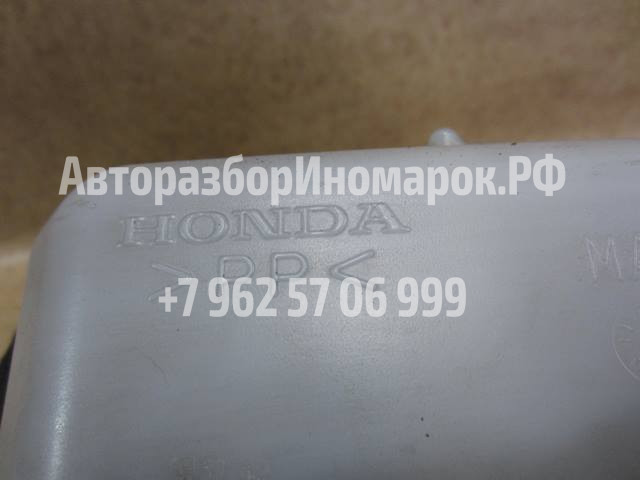 АвторазборИномарок.РФ
HONDA
>PP<
+7 962 57 06 999